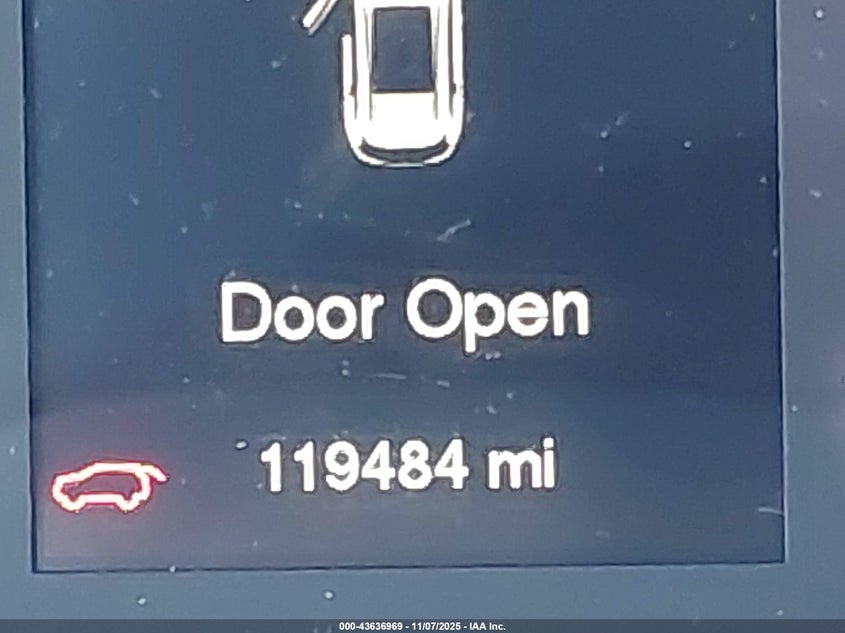 Door Open
119484 mi
000-43636969 - 11/07/2025 - IAA Inc.